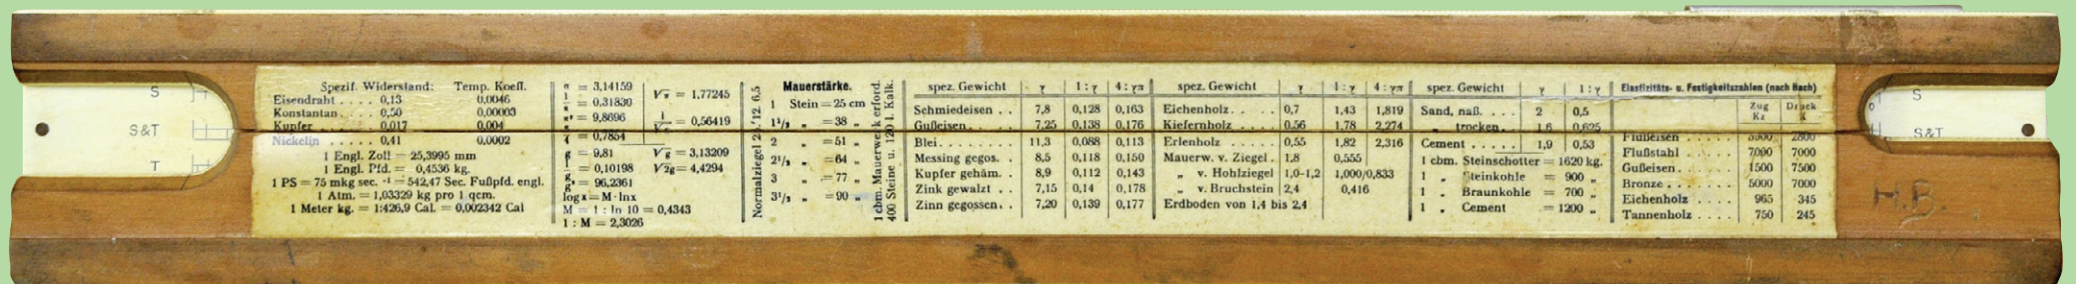 S
S&T
T
Spezif. Widerstand: Temp. Koeff.
Eisendraht . . . . 0,13 0,0046
Konstantan . . . . 0,50 0,00003
Kupfer . . . . . . 0,017 0,004
Nickelin . . . . 0,41 0,0002
1 Engl. Zoll = 25,3995 mm
1 Engl. Pfd. = 0,4536 kg.
1 PS = 75 mkg sec. -1 = 542,47 Sec. Fußpfd. engl.
1 Atm. = 1,03329 kg pro 1 qcm.
1 Meter kg. = 1:426,9 Cal. = 0,002342 Cal
π = 3,14159
= 0,31830
= 9,8696
= 0,7854
g = 9,81
= 0,10198
= 96,2361
log x = M·lnx
M = 1 : ln 10 = 0,4343
1 : M = 2,3026
√π = 1,77245
= 0,56419
√g = 3,13209
√2g = 4,4294
Normalziegel
12. 6,5
Mauerstärke.
1 Stein = 25 cm
1½ „ = 38 „
2 „ = 51 „
2½ „ = 64 „
3 „ = 77 „
3½ „ = 90 „
1 cbm. Mauerwerk erford.
400 Steine u. 120 l. Kalk.
spez. Gewicht γ 1:γ 4:γπ
Schmiedeisen . . 7,8 0,128 0,163
Gußeisen . . . . 7,25 0,138 0,176
Blei . . . . . . . 11,3 0,088 0,113
Messing gegos. . 8,5 0,118 0,150
Kupfer gehäm. . 8,9 0,112 0,143
Zink gewalzt . . 7,15 0,14 0,178
Zinn gegossen. . 7,20 0,139 0,177
spez. Gewicht γ 1:γ 4:γπ
Eichenholz . . . . 0,7 1,43 1,819
Kiefernholz . . . . 0,56 1,78 2,274
Erlenholz . . . . . 0,55 1,82 2,316
Mauerw. v. Ziegel . 1,8 0,555
„ v. Hohlziegel 1,0-1,2 1,000/0,833
„ v. Bruchstein 2,4 0,416
Erdboden von 1,4 bis 2,4
spez. Gewicht γ 1:γ
Sand, naß. . . . 2 0,5
„ trocken. . 1,6 0,625
Cement . . . . . 1,9 0,53
1 cbm. Steinschotter = 1620 kg.
1 „ Steinkohle = 900 „
1 „ Braunkohle = 700 „
1 „ Cement = 1200 „
Elastizitäts- u. Festigkeitszahlen (nach Bach)
Zug Druck
Kz K
Flußeisen 2800
Flußstahl . . . . . 7000 7000
Gußeisen. . . . . 1500 7500
Bronze . . . . . . 5000 7000
Eichenholz . . . . 965 345
Tannenholz . . . . 750 245
S
S&T
H.B.